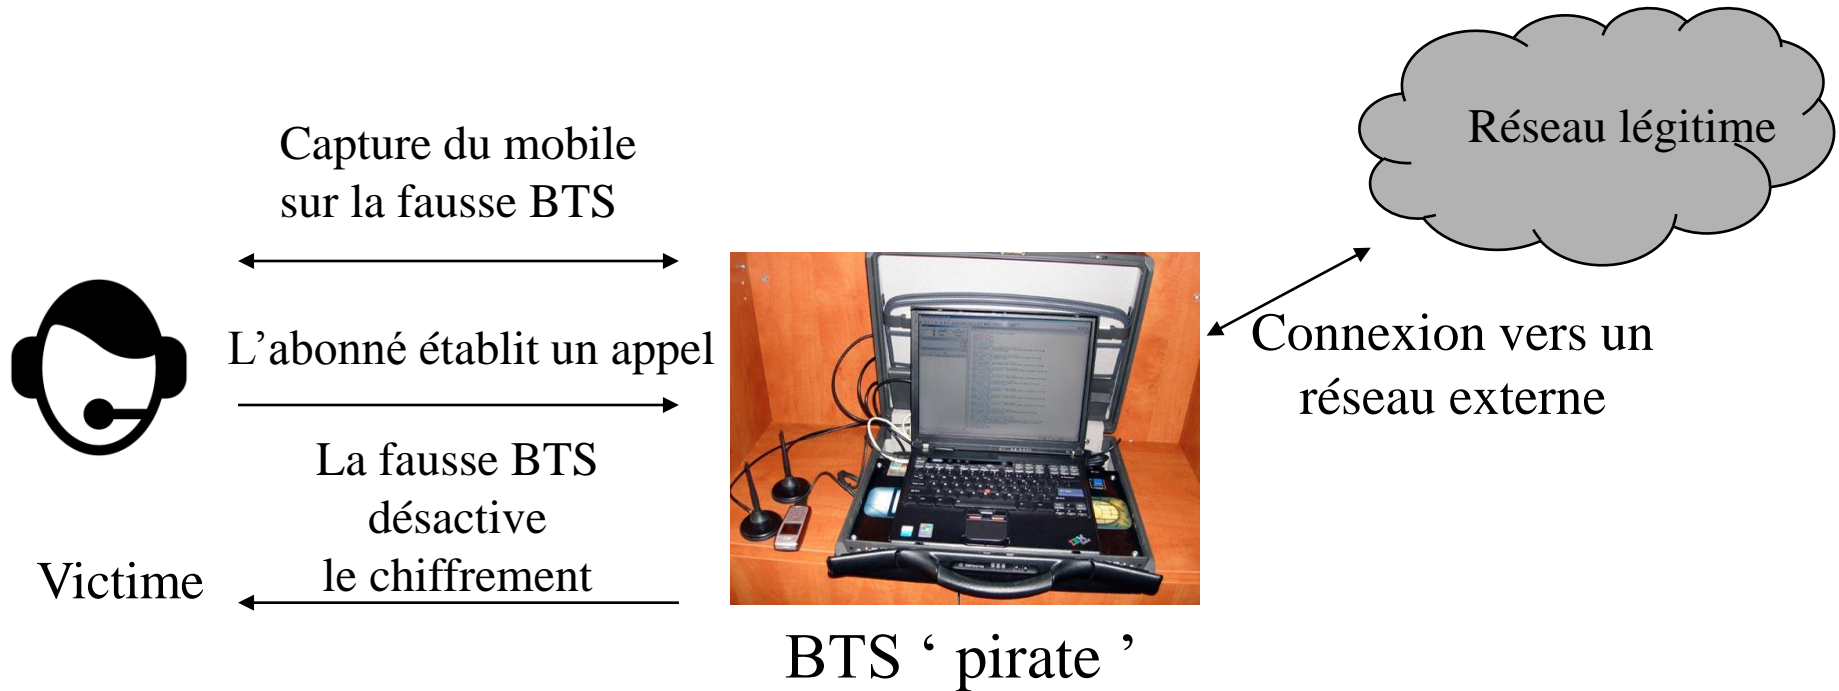 Réseau légitime
Capture du mobile
sur la fausse BTS
L’abonné établit un appel
Connexion vers un
réseau externe
La fausse BTS
désactive
le chiffrement
Victime
BTS ‘ pirate ’